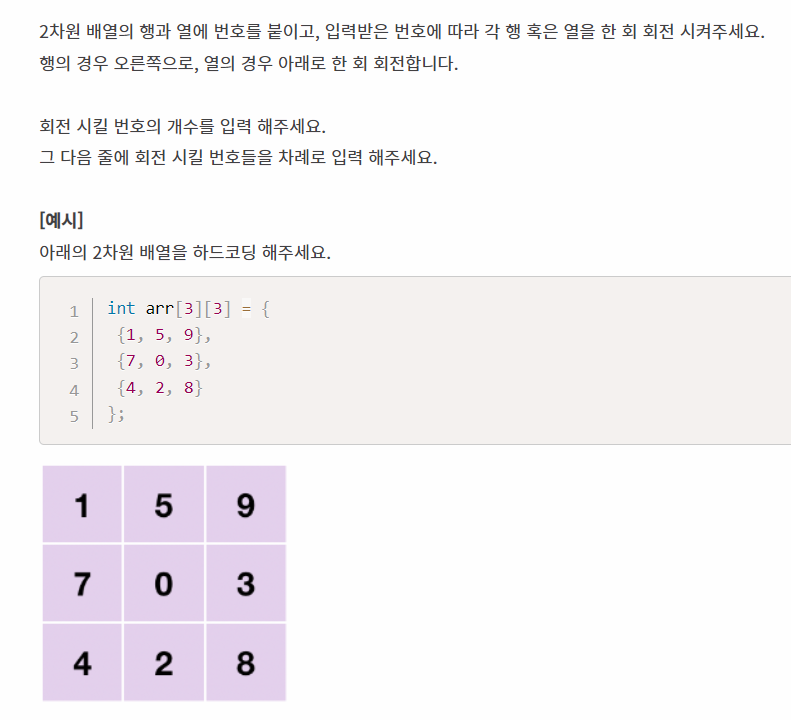 2차원 배열의 행과 열에 번호를 붙이고, 입력받은 번호에 따라 각 행 혹은 열을 한 회 회전 시켜주세요.
행의 경우 오른쪽으로, 열의 경우 아래로 한 회 회전합니다.
회전 시킬 번호의 개수를 입력 해주세요.
그 다음 줄에 회전 시킬 번호들을 차례로 입력 해주세요.
[예시]
아래의 2차원 배열을 하드코딩 해주세요.
1 int arr[3][3] = {
2 {1, 5, 9},
3 {7, 0, 3},
4 {4, 2, 8}
5 };
1 5 9
7 0 3
4 2 8